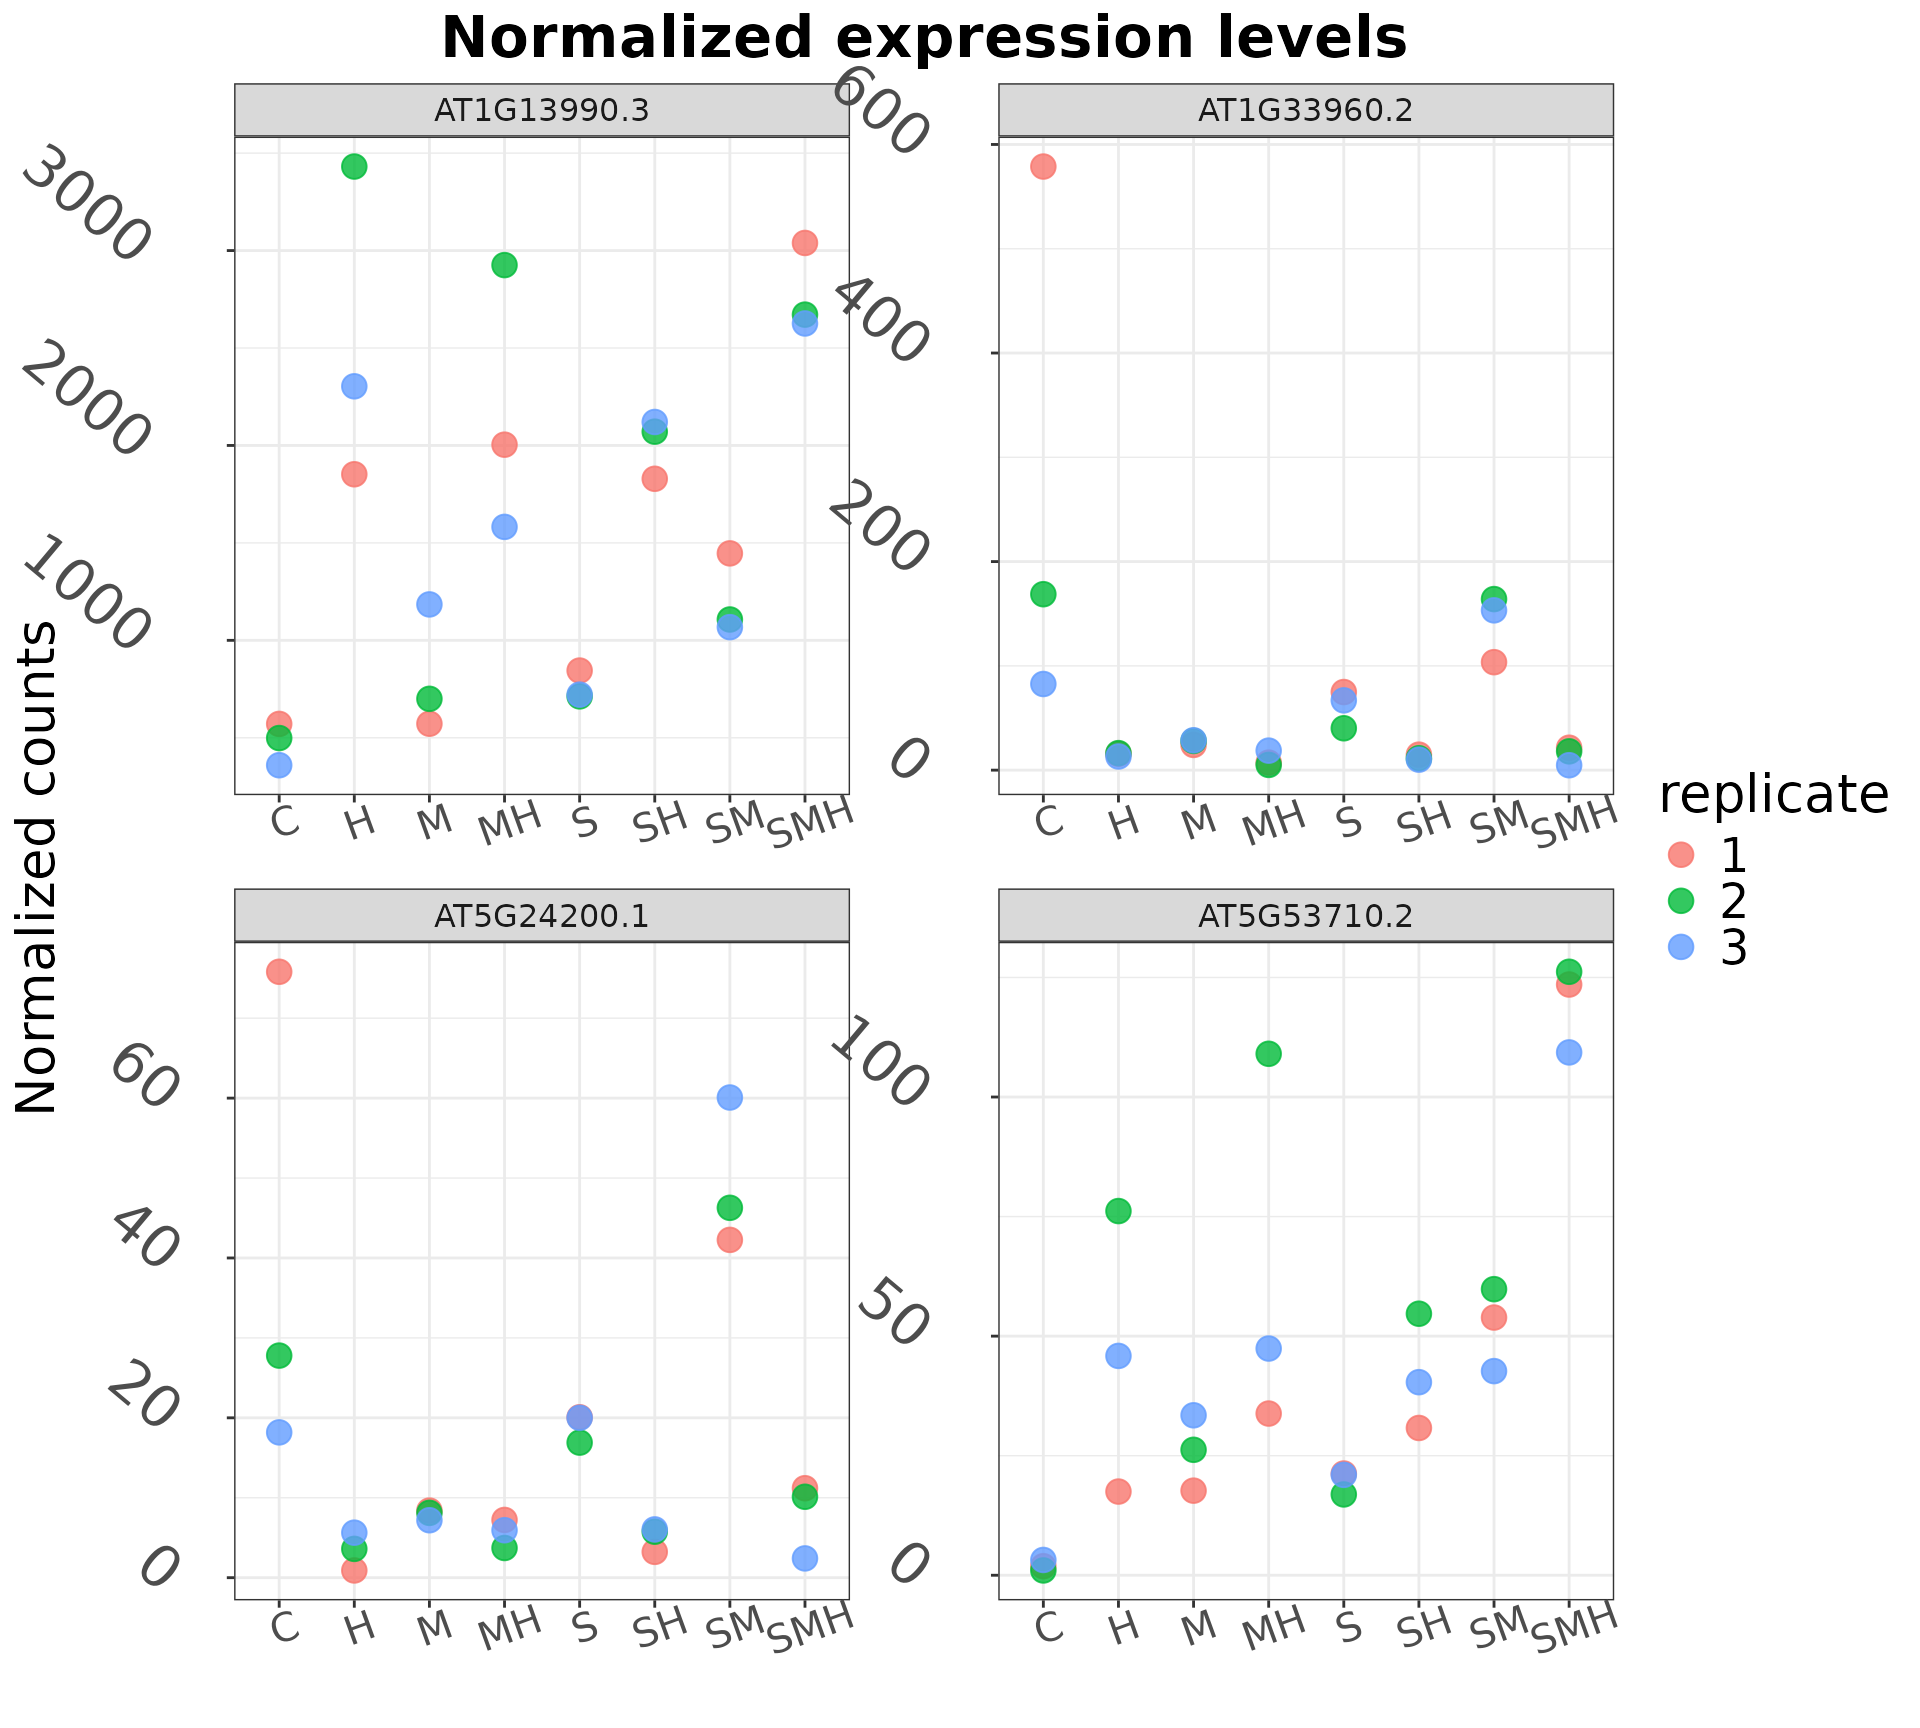 Normalized expression levels
AT1G13990.3
3000
2000
1000
C H M MH S SH SM SMH
AT1G33960.2
600
400
200
0
C H M MH S SH SM SMH
Normalized counts
AT5G24200.1
60
40
20
0
C H M MH S SH SM SMH
AT5G53710.2
100
50
0
C H M MH S SH SM SMH
replicate
1
2
3